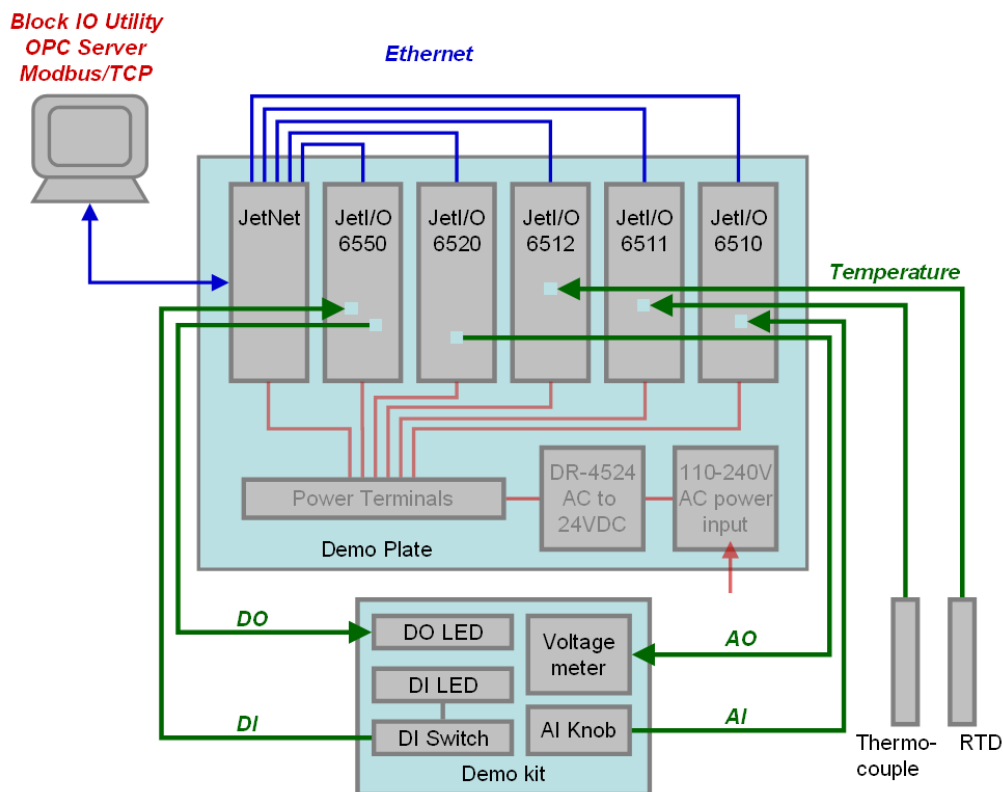 Block IO Utility
OPC Server
Modbus/TCP
Ethernet
JetNet
JetI/O
6550
JetI/O
6520
JetI/O
6512
JetI/O
6511
JetI/O
6510
Temperature
Power Terminals
DR-4524
AC to
24VDC
110-240V
AC power
input
Demo Plate
DO
DO LED
Voltage
meter
AO
DI LED
DI
DI Switch
AI Knob
AI
Demo kit
Thermo-
couple
RTD